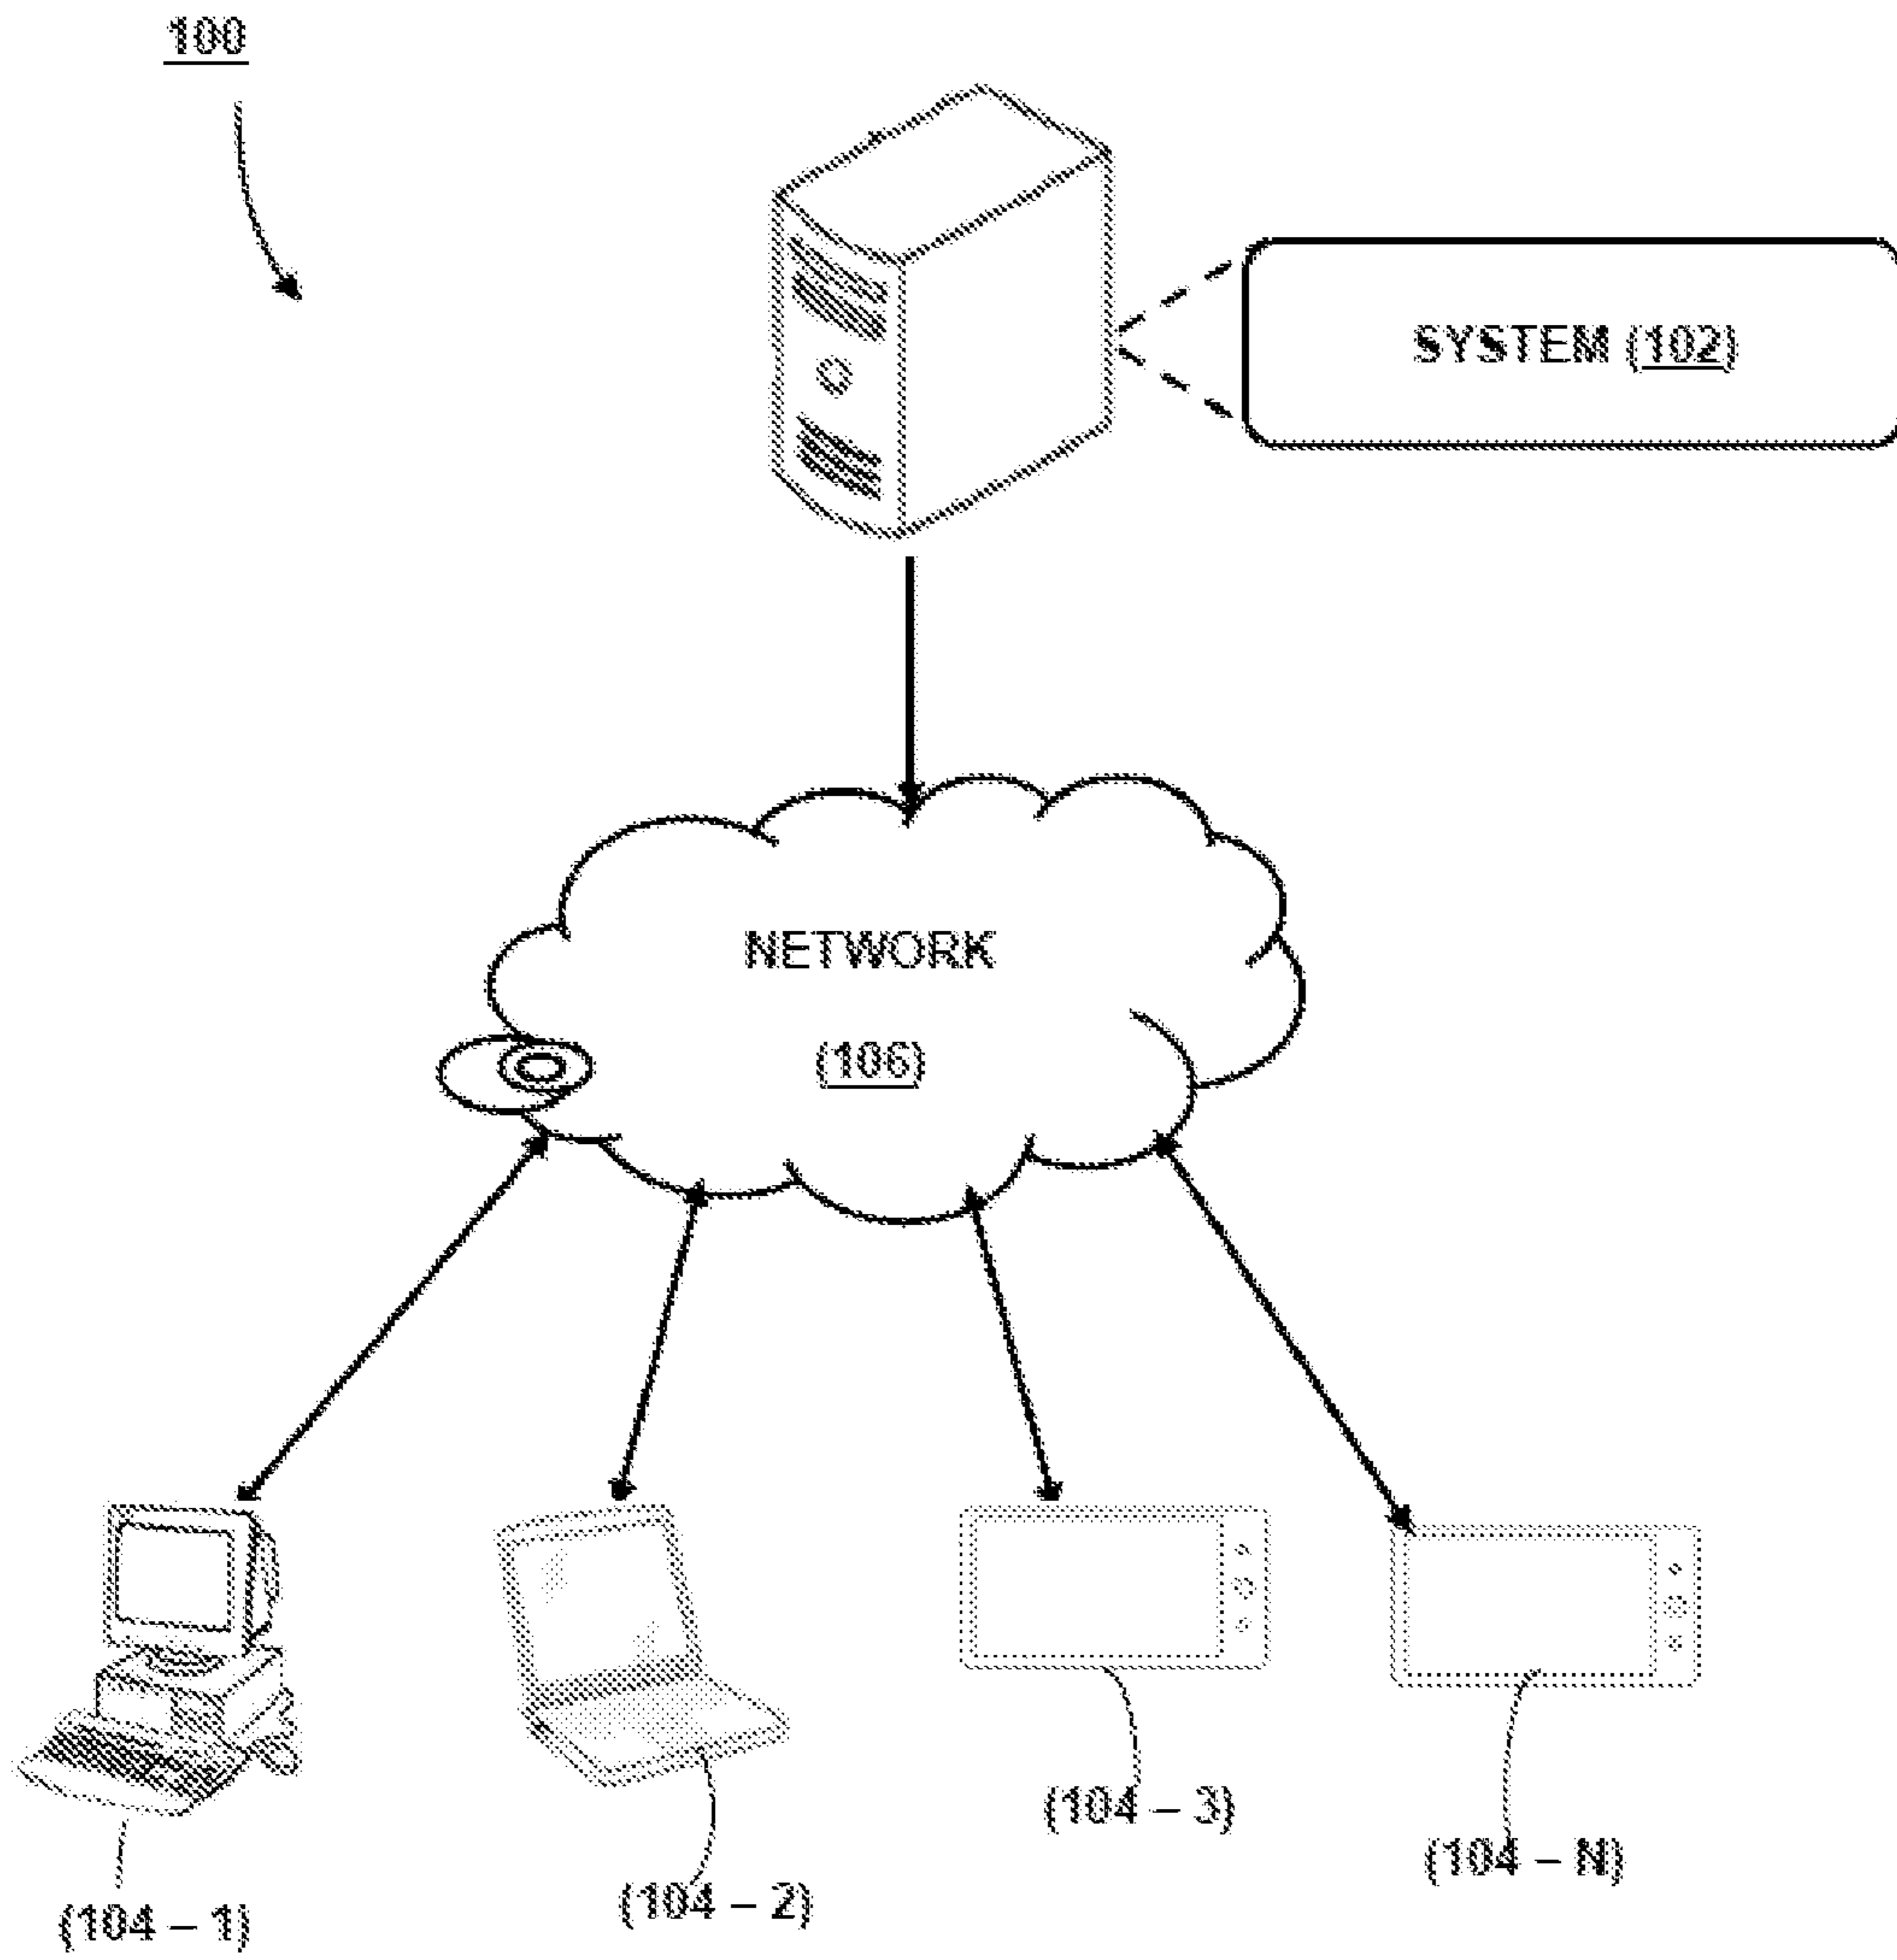 100
SYSTEM (102)
NETWORK
(106)
(104 – 1)
(104 – 2)
(104 – 3)
(104 – N)